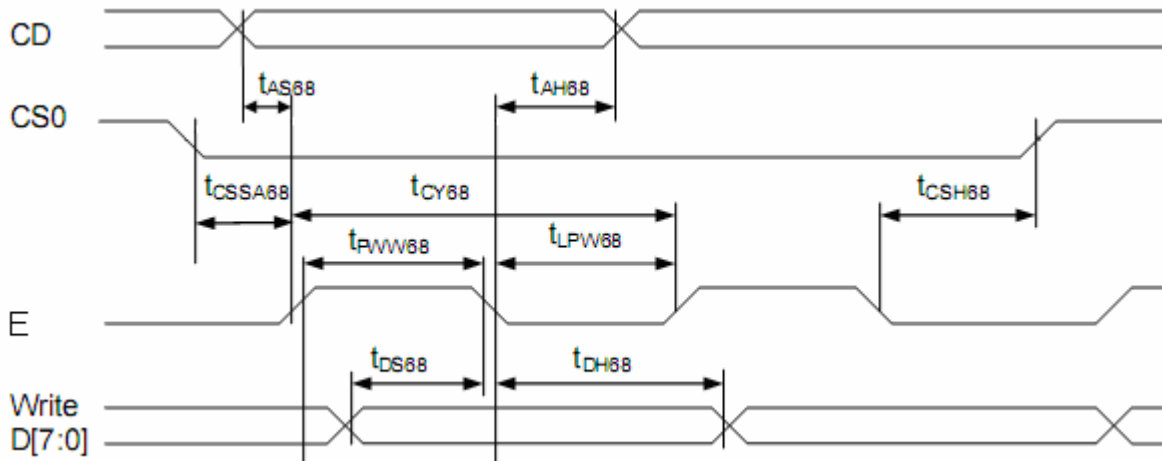 CD
tAS68
tAH68
CS0
tCSSA68
tCY68
tCSH68
tPWW68
tLPW68
E
tDS68
tDH68
Write
D[7:0]